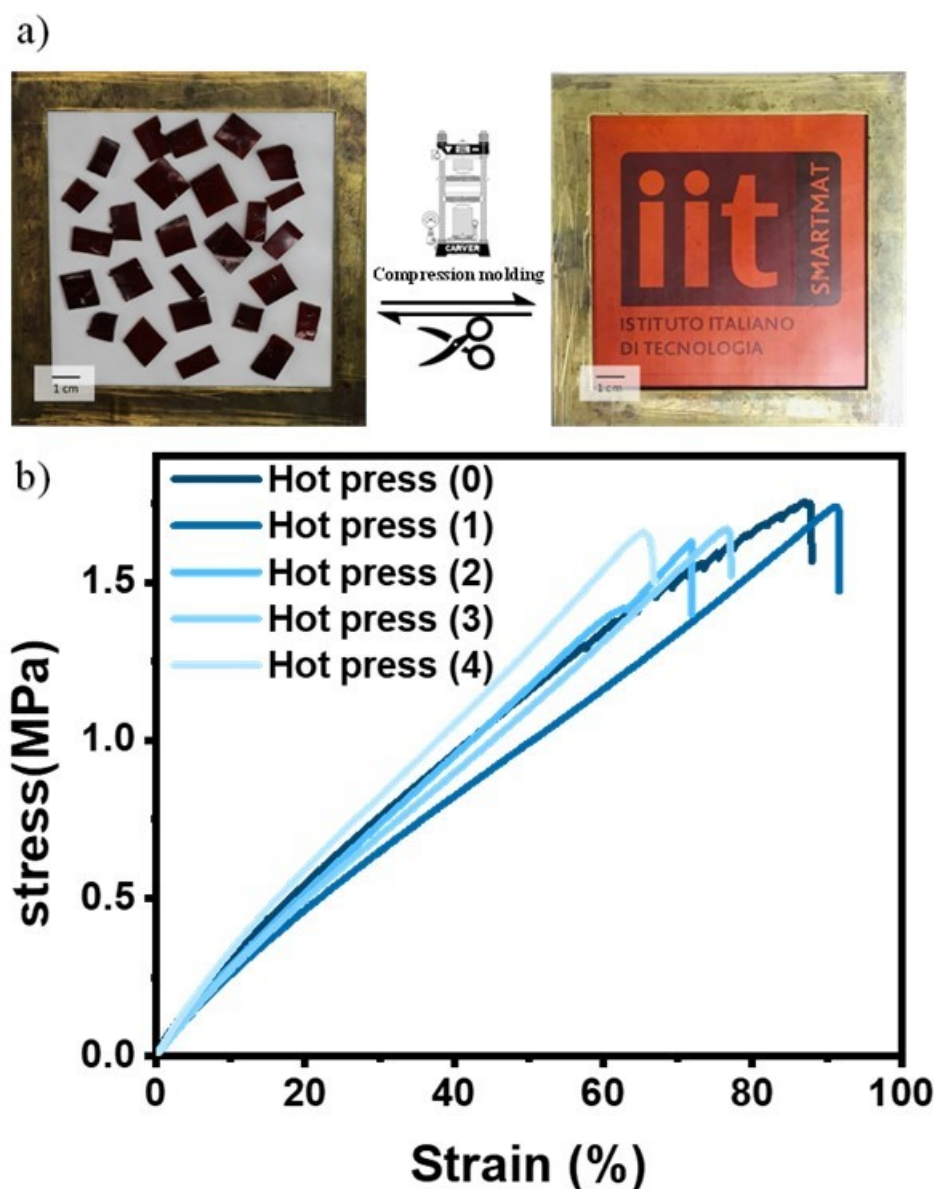 a)
CARVER
Compression molding
1 cm
iit
SMARTMAT
ISTITUTO ITALIANO
DI TECNOLOGIA
1 cm
b)
Hot press (0)
Hot press (1)
Hot press (2)
Hot press (3)
Hot press (4)
stress(MPa)
1.5
1.0
0.5
0.0
0
20
40
60
80
100
Strain (%)